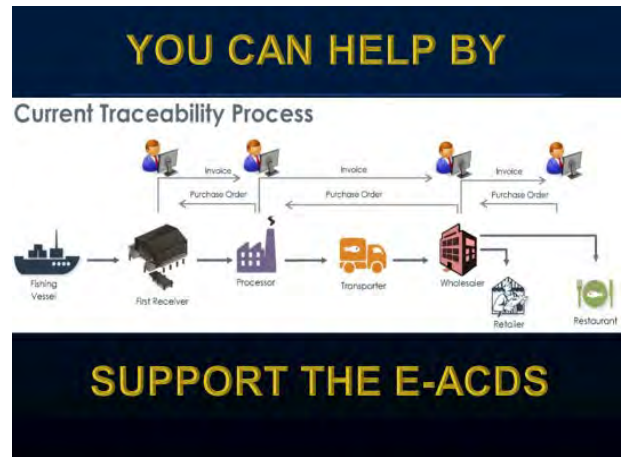 YOU CAN HELP BY
Current Traceability Process
Invoice
Invoice
Invoice
Purchase Order
Purchase Order
Purchase Order
Fishing
Vessel
First Receiver
Processor
Transporter
Wholesaler
Retailer
Restaurant
SUPPORT THE E-ACDS